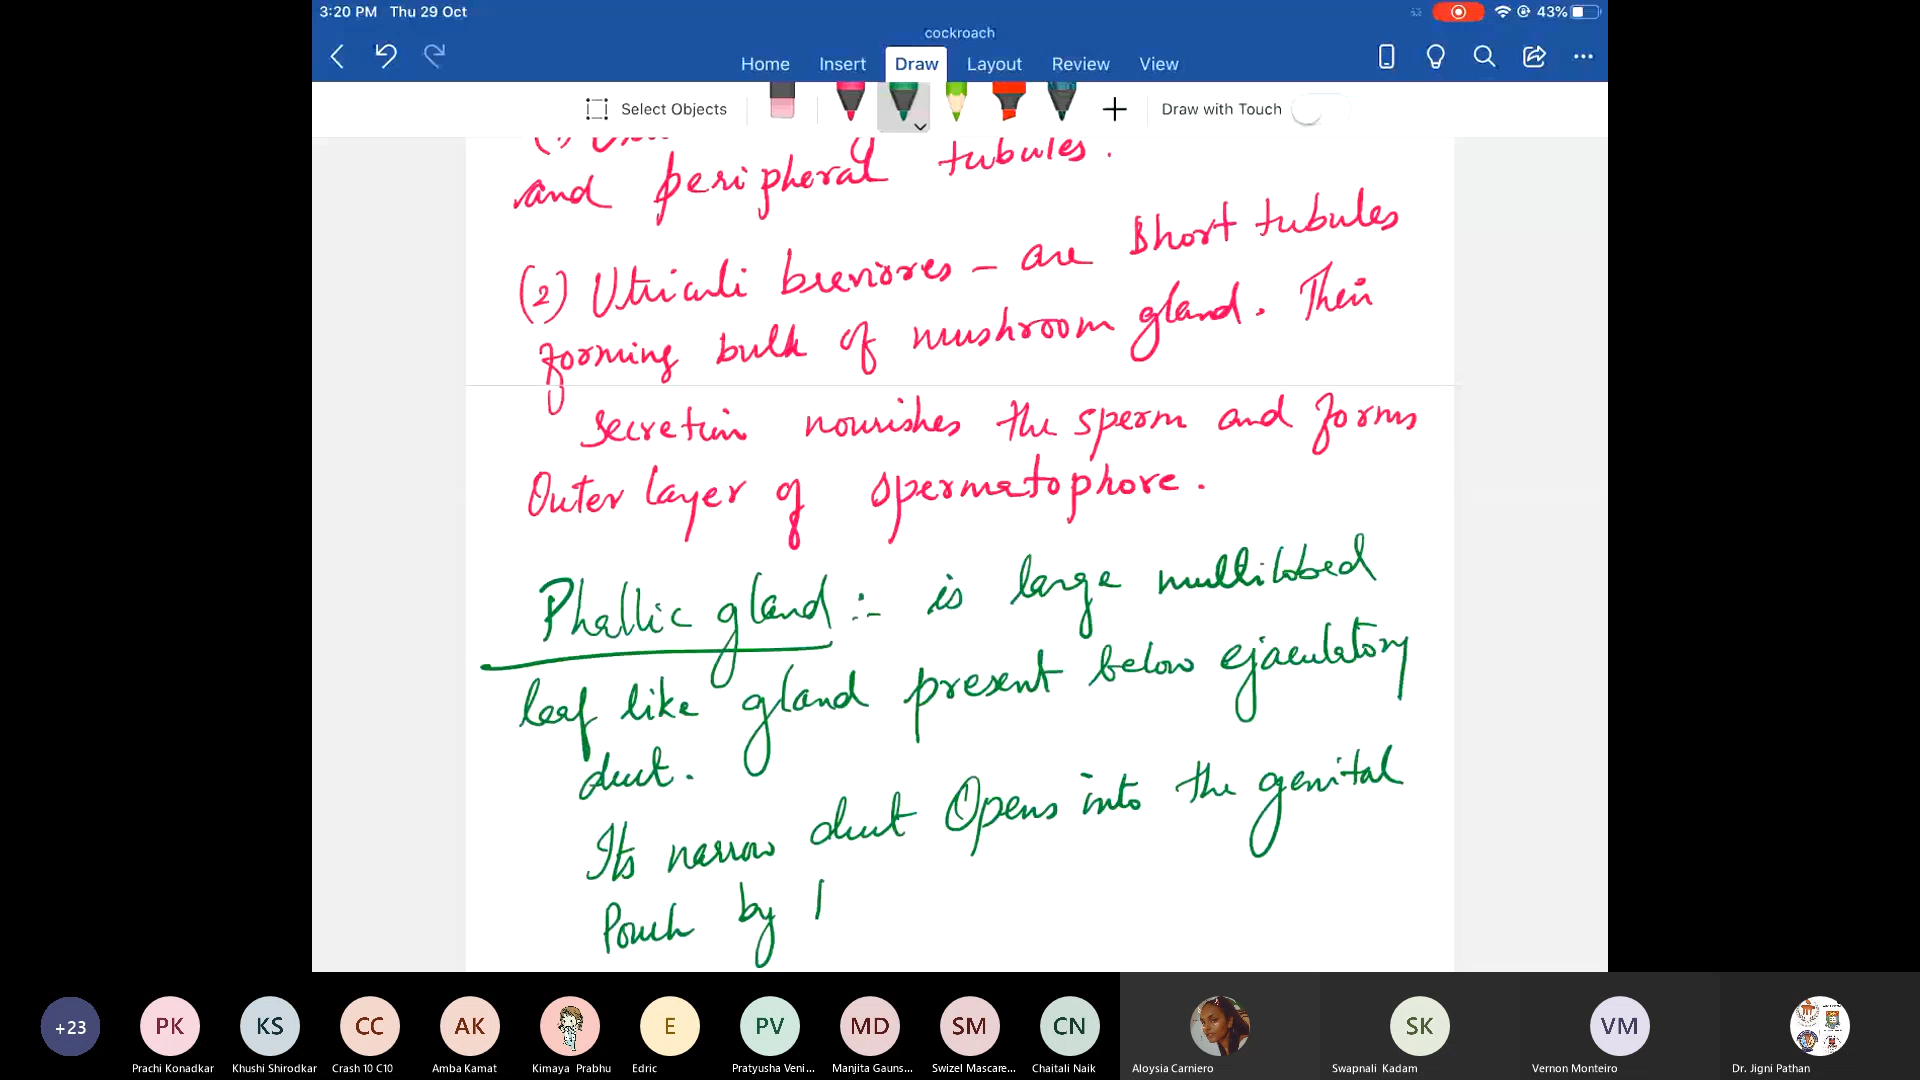 3:20 PM Thu 29 Oct
43%
cockroach
Home Insert Draw Layout Review View
Select Objects
Draw with Touch
and peripheral tubules.
(2) Utriculi breviores - are short tubules
forming bulk of mushroom gland. Their
secretion nourishes the sperm and forms
Outer layer of spermatophore.
Phallic gland :- is large multilobed
leaf like gland present below ejaculatory
duct.
Its narrow duct Opens into the genital
Pouch by
+23
PK
KS
CC
AK
E
PV
MD
SM
CN
SK
VM
Prachi Konadkar
Khushi Shirodkar
Crash 10 C10
Amba Kamat
Kimaya Prabhu
Edric
Pratyusha Veni...
Manjita Gauns...
Swizel Mascare...
Chaitali Naik
Aloysia Carniero
Swapnali Kadam
Vernon Monteiro
Dr. Jigni Pathan